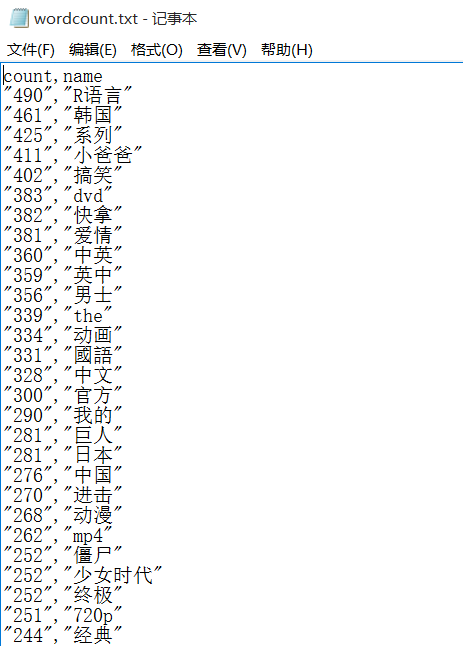 wordcount.txt - 记事本
文件(F) 编辑(E) 格式(O) 查看(V) 帮助(H)
count,name
"490","R语言"
"461","韩国"
"425","系列"
"411","小爸爸"
"402","搞笑"
"383","dvd"
"382","快拿"
"381","爱情"
"360","中英"
"359","英中"
"356","男士"
"339","the"
"334","动画"
"331","國語"
"328","中文"
"300","官方"
"290","我的"
"281","巨人"
"281","日本"
"276","中国"
"270","进击"
"268","动漫"
"262","mp4"
"252","僵尸"
"252","少女时代"
"252","终极"
"251","720p"
"244","经典"